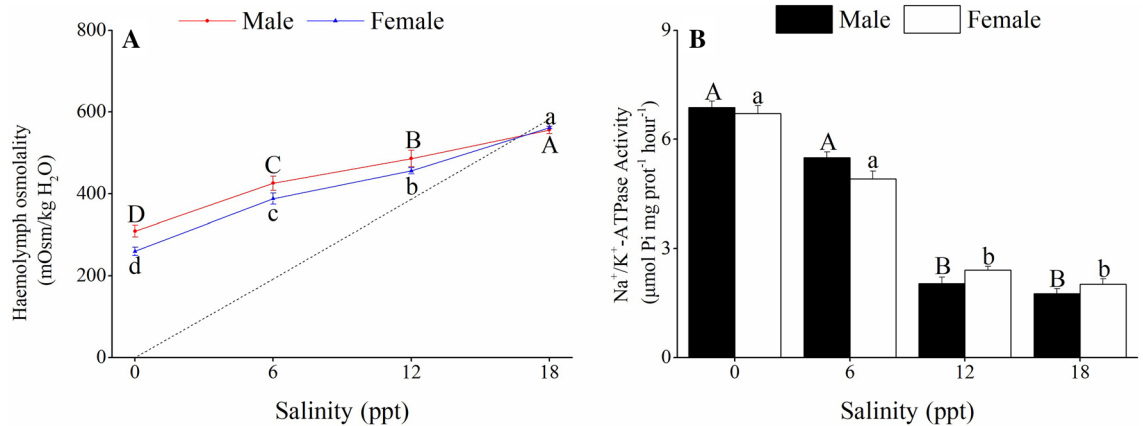 A
Male
Female
Haemolymph osmolality
(mOsm/kg H₂O)
800
600
400
200
0
D
C
B
a
A
d
c
b
0
6
12
18
Salinity (ppt)
B
Male
Female
Na⁺/K⁺-ATPase Activity
(μmol Pi mg prot⁻¹ hour⁻¹)
9
6
3
0
A
a
A
a
B
b
B
b
0
6
12
18
Salinity (ppt)